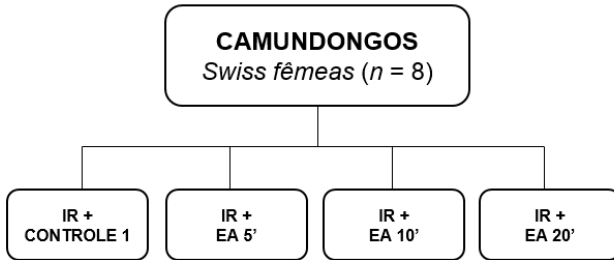 CAMUNDONGOS
Swiss fêmeas (n = 8)
IR +
CONTROLE 1
IR +
EA 5’
IR +
EA 10’
IR +
EA 20’